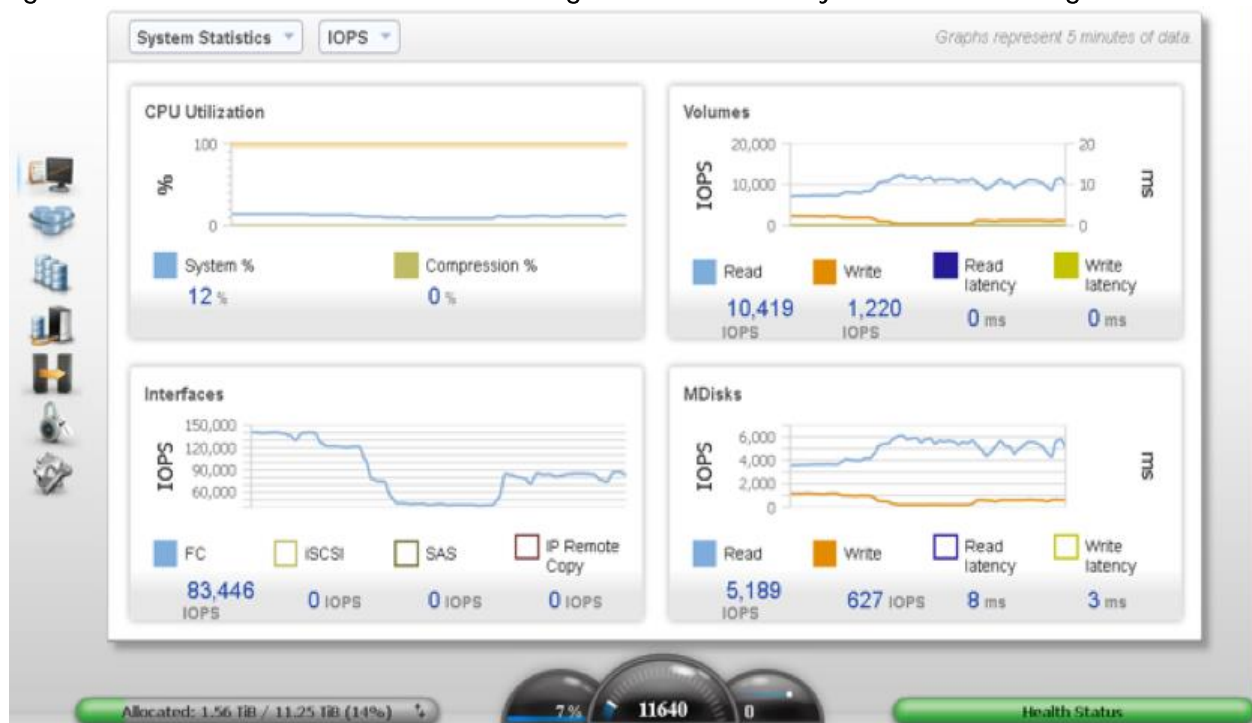 System Statistics
IOPS
Graphs represent 5 minutes of data.
CPU Utilization
100
%
0
System %
12 %
Compression %
0 %
Volumes
20,000
10,000
0
IOPS
20
10
0
ms
Read
10,419
IOPS
Write
1,220
IOPS
Read
latency
0 ms
Write
latency
0 ms
Interfaces
150,000
120,000
90,000
60,000
IOPS
FC
83,446
IOPS
iSCSI
0 IOPS
SAS
0 IOPS
IP Remote
Copy
0 IOPS
MDisks
6,000
4,000
2,000
0
IOPS
ms
Read
5,189
IOPS
Write
627 IOPS
Read
latency
8 ms
Write
latency
3 ms
Allocated: 1.56 TiB / 11.25 TiB (14%)
7%
11640
0
Health Status